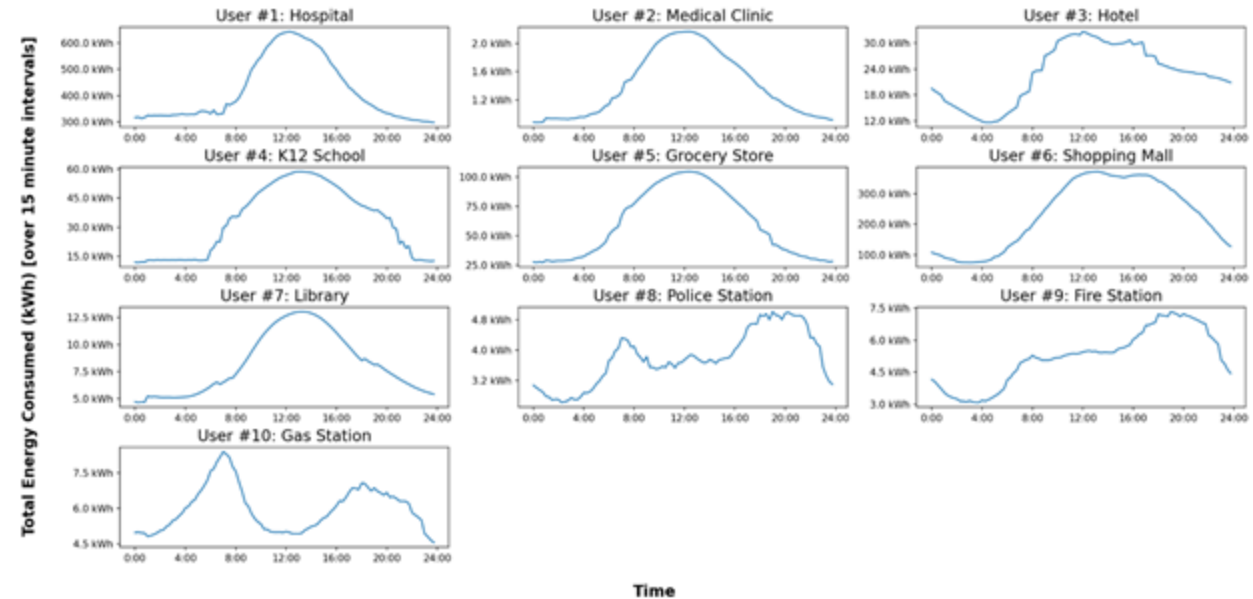 Total Energy Consumed (kWh) [over 15 minute intervals]
User #1: Hospital
600.0 kWh
500.0 kWh
400.0 kWh
300.0 kWh
0:00 4:00 8:00 12:00 16:00 20:00 24:00
User #2: Medical Clinic
2.0 kWh
1.6 kWh
1.2 kWh
0:00 4:00 8:00 12:00 16:00 20:00 24:00
User #3: Hotel
30.0 kWh
24.0 kWh
18.0 kWh
12.0 kWh
0:00 4:00 8:00 12:00 16:00 20:00 24:00
User #4: K12 School
60.0 kWh
45.0 kWh
30.0 kWh
15.0 kWh
0:00 4:00 8:00 12:00 16:00 20:00 24:00
User #5: Grocery Store
100.0 kWh
75.0 kWh
50.0 kWh
25.0 kWh
0:00 4:00 8:00 12:00 16:00 20:00 24:00
User #6: Shopping Mall
300.0 kWh
200.0 kWh
100.0 kWh
0:00 4:00 8:00 12:00 16:00 20:00 24:00
User #7: Library
12.5 kWh
10.0 kWh
7.5 kWh
5.0 kWh
0:00 4:00 8:00 12:00 16:00 20:00 24:00
User #8: Police Station
4.8 kWh
4.0 kWh
3.2 kWh
0:00 4:00 8:00 12:00 16:00 20:00 24:00
User #9: Fire Station
7.5 kWh
6.0 kWh
4.5 kWh
3.0 kWh
0:00 4:00 8:00 12:00 16:00 20:00 24:00
User #10: Gas Station
7.5 kWh
6.0 kWh
4.5 kWh
0:00 4:00 8:00 12:00 16:00 20:00 24:00
Time